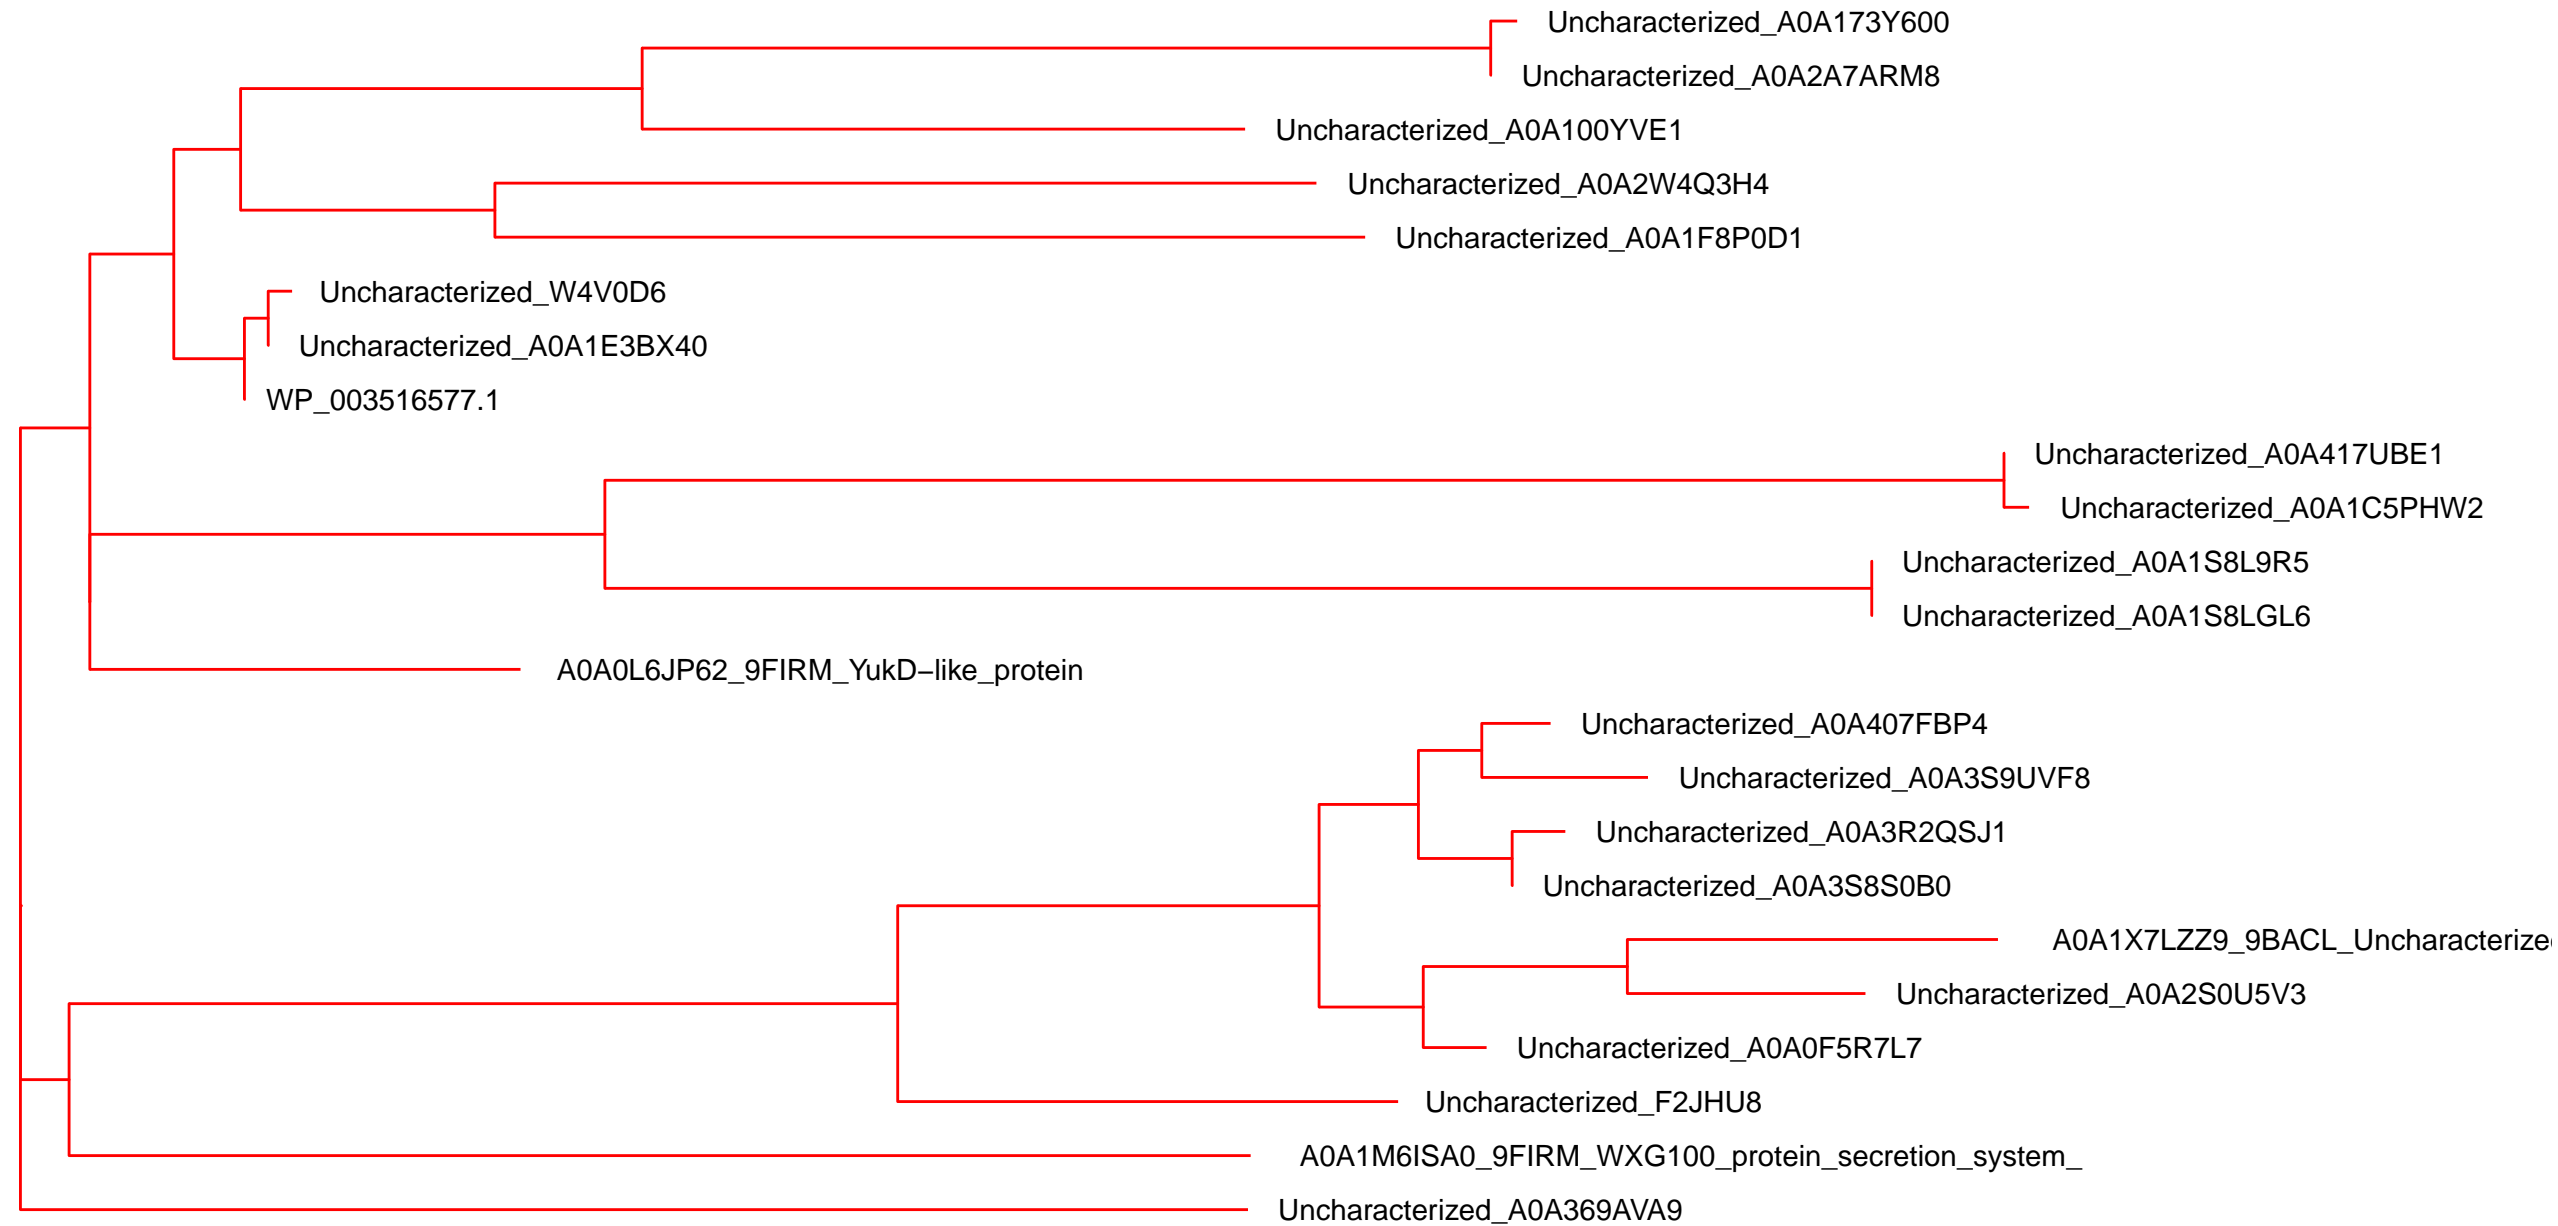 Uncharacterized_A0A173Y600
Uncharacterized_A0A2A7ARM8
Uncharacterized_A0A100YVE1
Uncharacterized_A0A2W4Q3H4
Uncharacterized_A0A1F8P0D1
Uncharacterized_W4V0D6
Uncharacterized_A0A1E3BX40
WP_003516577.1
Uncharacterized_A0A417UBE1
Uncharacterized_A0A1C5PHW2
Uncharacterized_A0A1S8L9R5
Uncharacterized_A0A1S8LGL6
A0A0L6JP62_9FIRM_YukD−like_protein
Uncharacterized_A0A407FBP4
Uncharacterized_A0A3S9UVF8
Uncharacterized_A0A3R2QSJ1
Uncharacterized_A0A3S8S0B0
A0A1X7LZZ9_9BACL_Uncharacterize
Uncharacterized_A0A2S0U5V3
Uncharacterized_A0A0F5R7L7
Uncharacterized_F2JHU8
A0A1M6ISA0_9FIRM_WXG100_protein_secretion_system_
Uncharacterized_A0A369AVA9